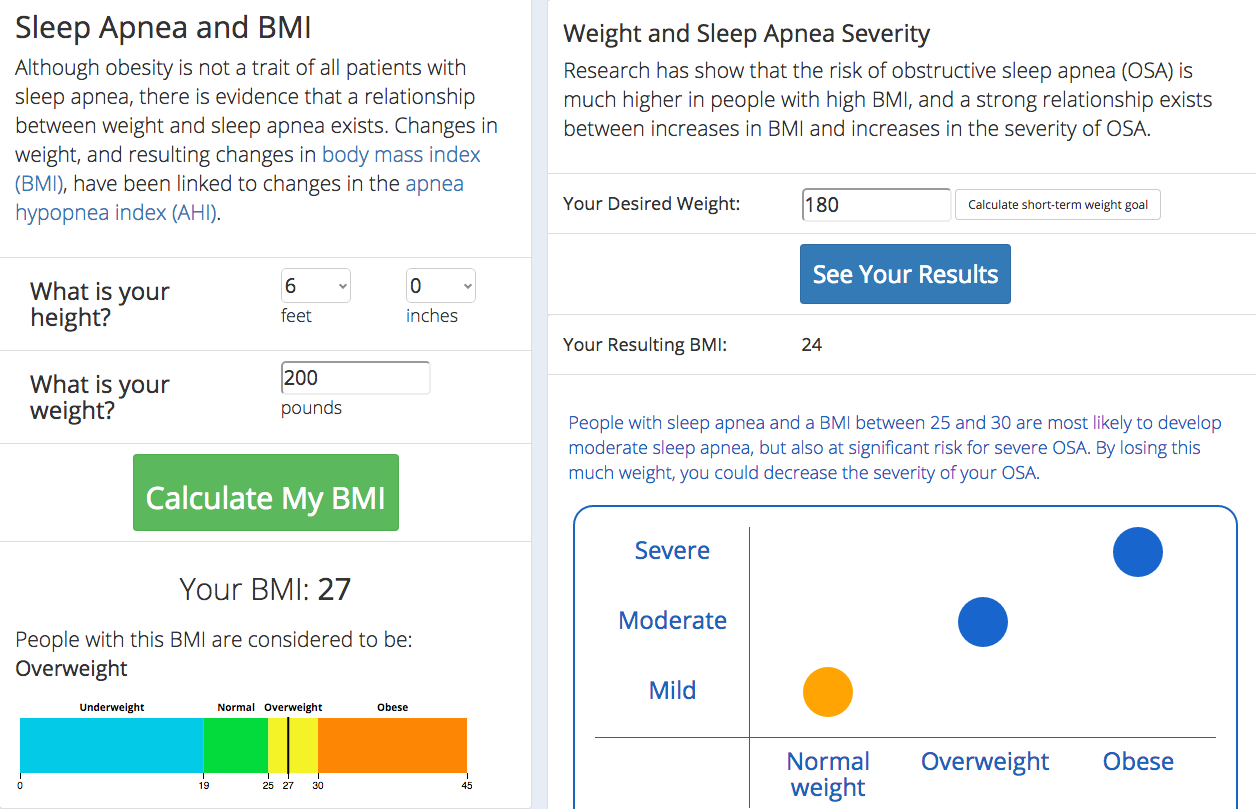 Sleep Apnea and BMI
Although obesity is not a trait of all patients with
sleep apnea, there is evidence that a relationship
between weight and sleep apnea exists. Changes in
weight, and resulting changes in body mass index
(BMI), have been linked to changes in the apnea
hypopnea index (AHI).
What is your
height?
6
0
feet
inches
What is your
weight?
200
pounds
Calculate My BMI
Your BMI: 27
People with this BMI are considered to be:
Overweight
Underweight Normal Overweight Obese
0 19 25 27 30 45
Weight and Sleep Apnea Severity
Research has show that the risk of obstructive sleep apnea (OSA) is
much higher in people with high BMI, and a strong relationship exists
between increases in BMI and increases in the severity of OSA.
Your Desired Weight: 180 Calculate short-term weight goal
See Your Results
Your Resulting BMI: 24
People with sleep apnea and a BMI between 25 and 30 are most likely to develop
moderate sleep apnea, but also at significant risk for severe OSA. By losing this
much weight, you could decrease the severity of your OSA.
Severe
Moderate
Mild
Normal
weight
Overweight
Obese